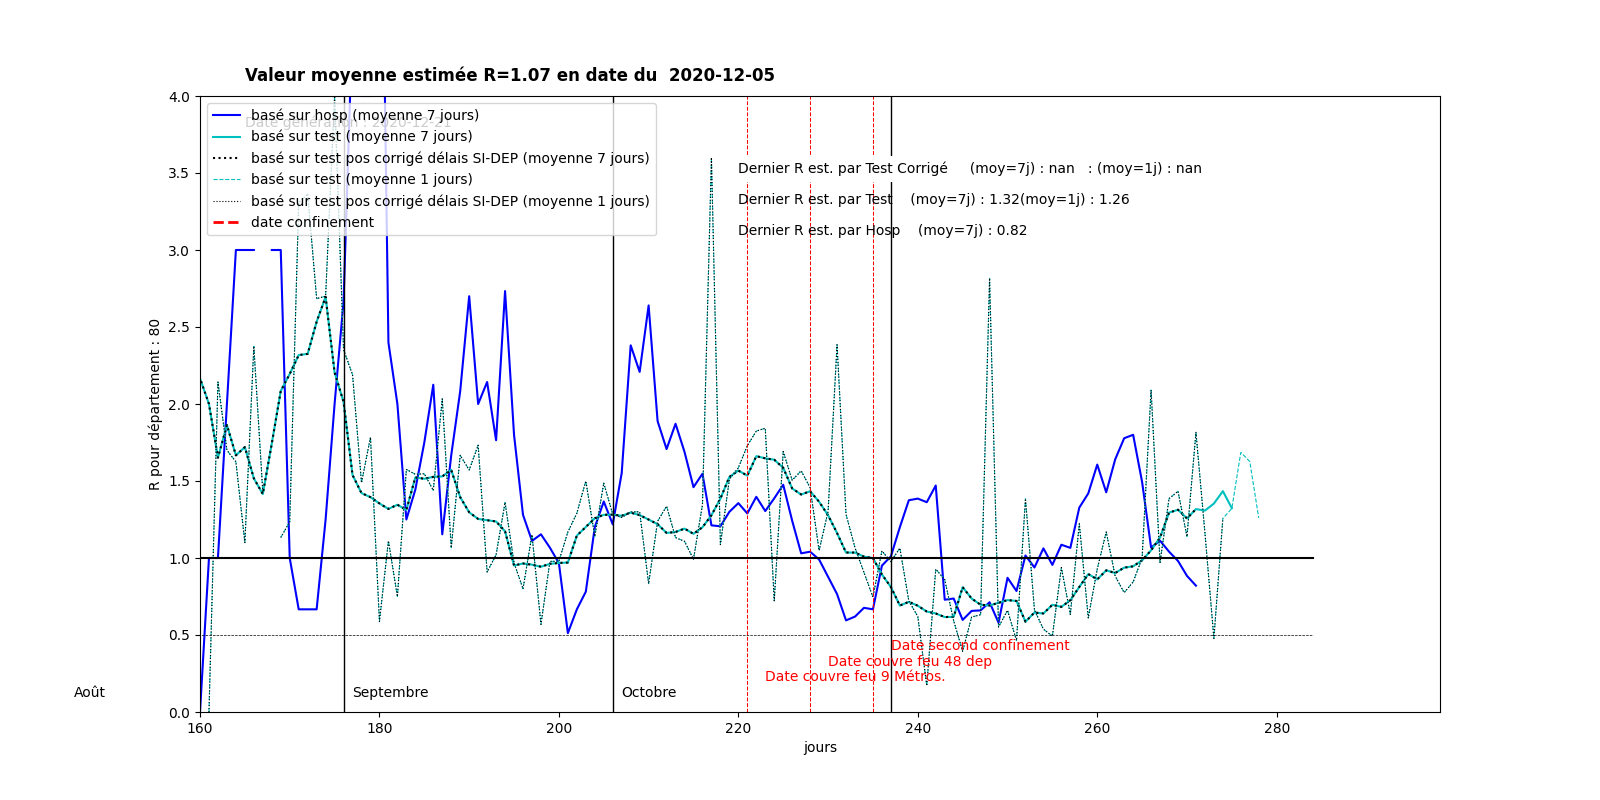 Valeur moyenne estimée R=1.07 en date du  2020-12-05
Date génération : 2020-12-21
basé sur hosp (moyenne 7 jours)
basé sur test (moyenne 7 jours)
basé sur test pos corrigé délais SI-DEP (moyenne 7 jours)
basé sur test (moyenne 1 jours)
basé sur test pos corrigé délais SI-DEP (moyenne 1 jours)
date confinement
Dernier R est. par Test Corrigé     (moy=7j) : nan   : (moy=1j) : nan
Dernier R est. par Test    (moy=7j) : 1.32(moy=1j) : 1.26
Dernier R est. par Hosp    (moy=7j) : 0.82
4.0
3.5
3.0
2.5
2.0
1.5
1.0
0.5
0.0
R pour département : 80
Date second confinement
Date couvre feu 48 dep
Date couvre feu 9 Métros.
Août
Septembre
Octobre
160
180
200
220
240
260
280
jours